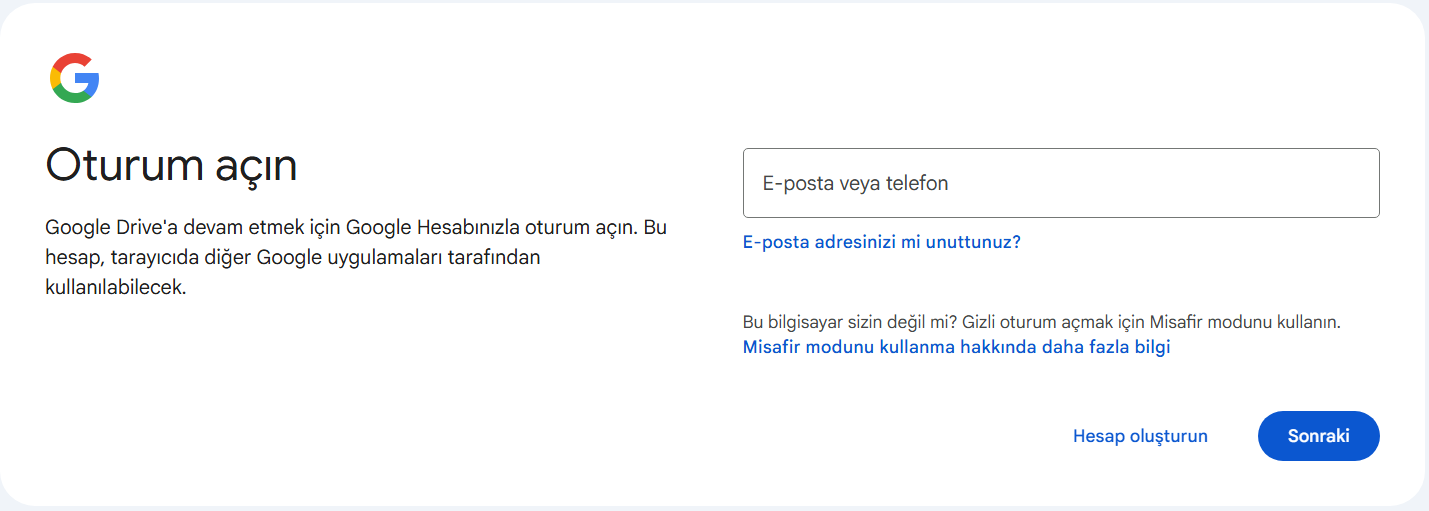 Oturum açın
Google Drive'a devam etmek için Google Hesabınızla oturum açın. Bu
hesap, tarayıcıda diğer Google uygulamaları tarafından
kullanılabilecek.
E-posta veya telefon
E-posta adresinizi mi unuttunuz?
Bu bilgisayar sizin değil mi? Gizli oturum açmak için Misafir modunu kullanın.
Misafir modunu kullanma hakkında daha fazla bilgi
Hesap oluşturun
Sonraki